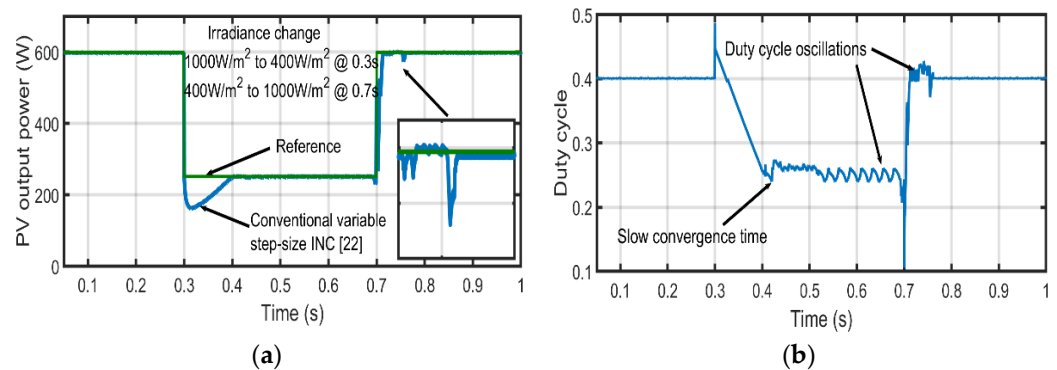 PV output power (W)
600
400
200
0
Irradiance change
1000W/m² to 400W/m² @ 0.3s
400W/m² to 1000W/m² @ 0.7s
Reference
Conventional variable
step-size INC [22]
0.1 0.2 0.3 0.4 0.5 0.6 0.7 0.8 0.9 1
Time (s)
(a)
Duty cycle
0.5
0.4
0.3
0.2
0.1
Duty cycle oscillations
Slow convergence time
0.1 0.2 0.3 0.4 0.5 0.6 0.7 0.8 0.9 1
Time (s)
(b)